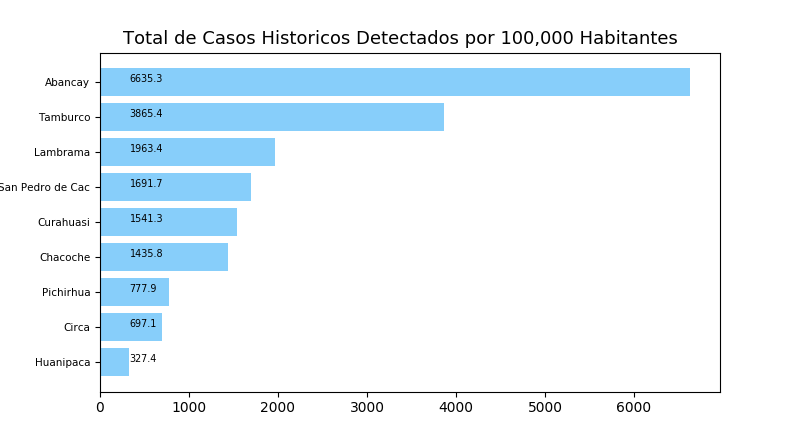 Total de Casos Historicos Detectados por 100,000 Habitantes
Abancay 6635.3
Tamburco 3865.4
Lambrama 1963.4
San Pedro de Cac 1691.7
Curahuasi 1541.3
Chacoche 1435.8
Pichirhua 777.9
Circa 697.1
Huanipaca 327.4
0 1000 2000 3000 4000 5000 6000